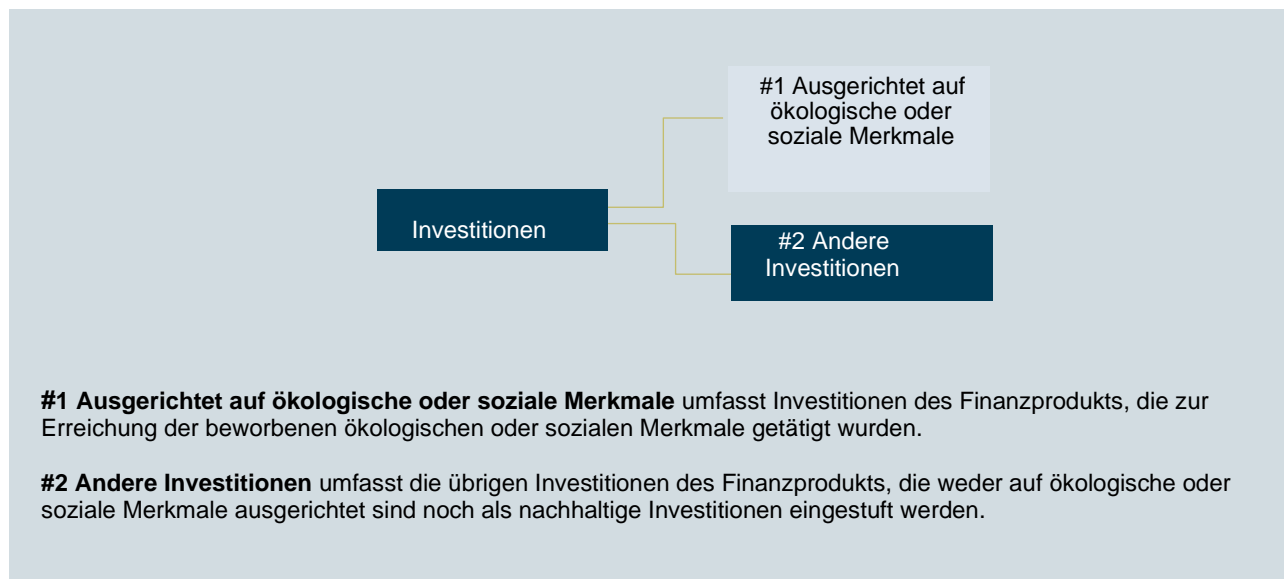 #1 Ausgerichtet auf
ökologische oder
soziale Merkmale
Investitionen
#2 Andere
Investitionen
#1 Ausgerichtet auf ökologische oder soziale Merkmale umfasst Investitionen des Finanzprodukts, die zur
Erreichung der beworbenen ökologischen oder sozialen Merkmale getätigt wurden.
#2 Andere Investitionen umfasst die übrigen Investitionen des Finanzprodukts, die weder auf ökologische oder
soziale Merkmale ausgerichtet sind noch als nachhaltige Investitionen eingestuft werden.